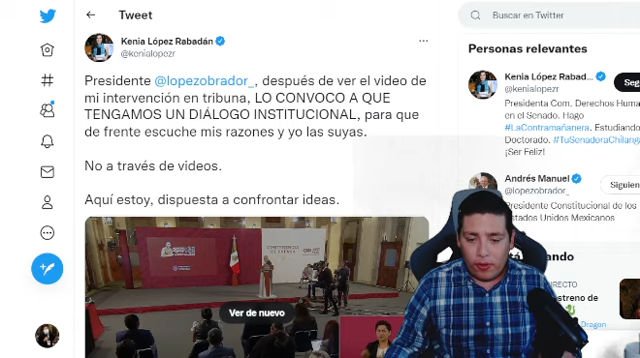 Tweet
Buscar en Twitter
Kenia López Rabadán
@kenialopezr
Presidente @lopezobrador_, después de ver el video de
mi intervención en tribuna, LO CONVOCO A QUE
TENGAMOS UN DIÁLOGO INSTITUCIONAL, para que
de frente escuche mis razones y yo las suyas.
No a través de videos.
Aquí estoy, dispuesta a confrontar ideas.
Ver de nuevo
Personas relevantes
Kenia López Rabad...
@kenialopezr
Seg
Presidenta Com. Derechos Huma
en el Senado. Hago
#LaContramañanera. Estudiando
Doctorado. #TuSenadoraChilang
¡Ser Feliz!
Andrés Manuel
@lopezobrador_
Siguien
Presidente Constitucional de los
Estados Unidos Mexicanos
DIRECTO
streno de
Dragon